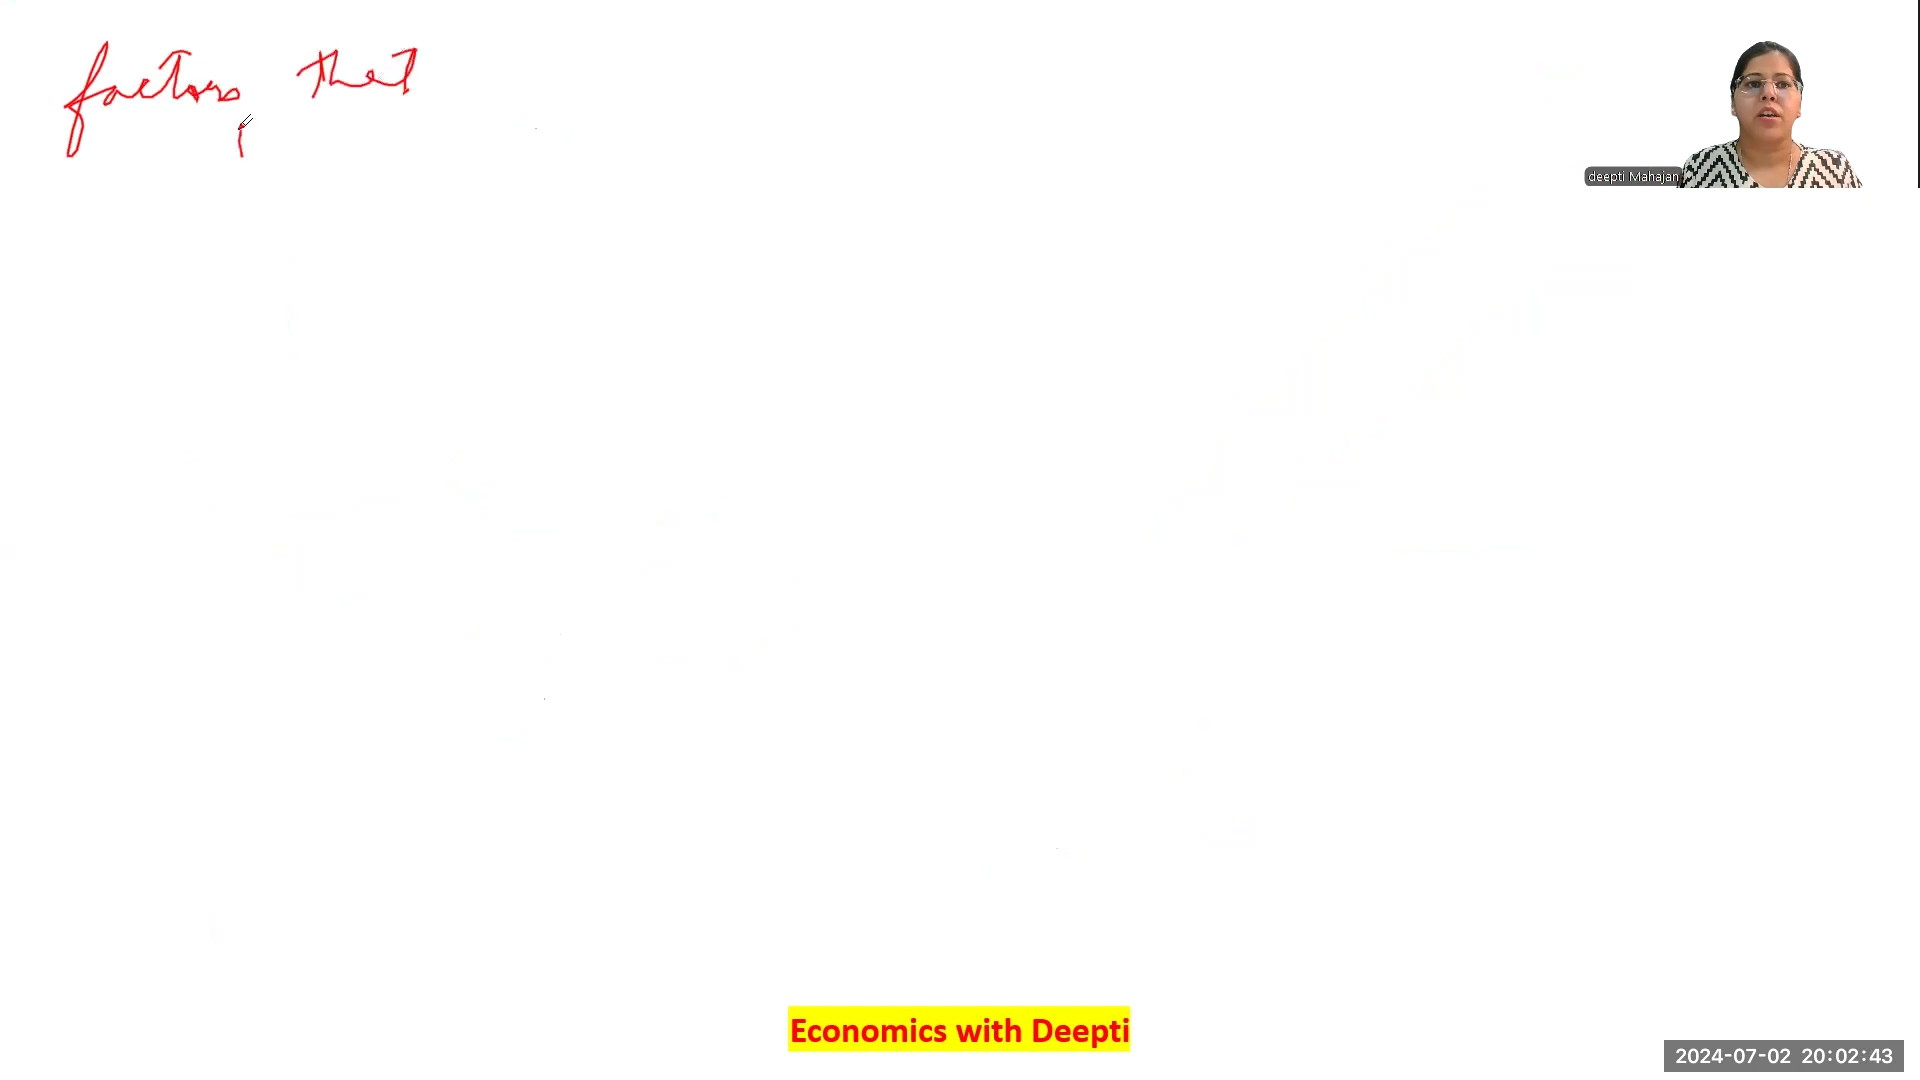 factors that
deepti Mahajan
Economics with Deepti
2024-07-02 20:02:43